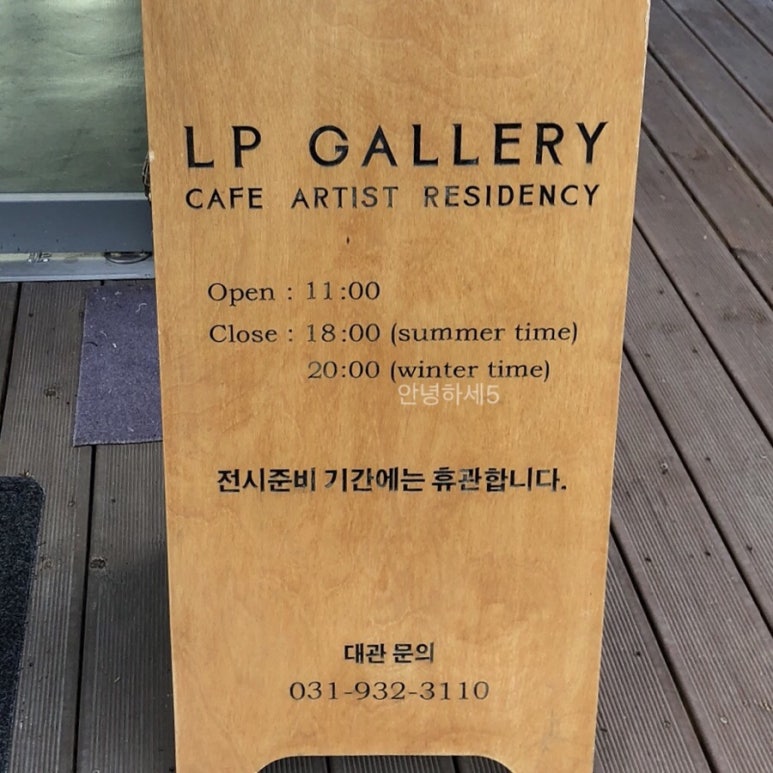 LP GALLERY
CAFE ARTIST RESIDENCY
Open : 11:00
Close : 18:00 (summer time)
20:00 (winter time)
안녕하세5
전시준비 기간에는 휴관합니다.
대관 문의
031-932-3110